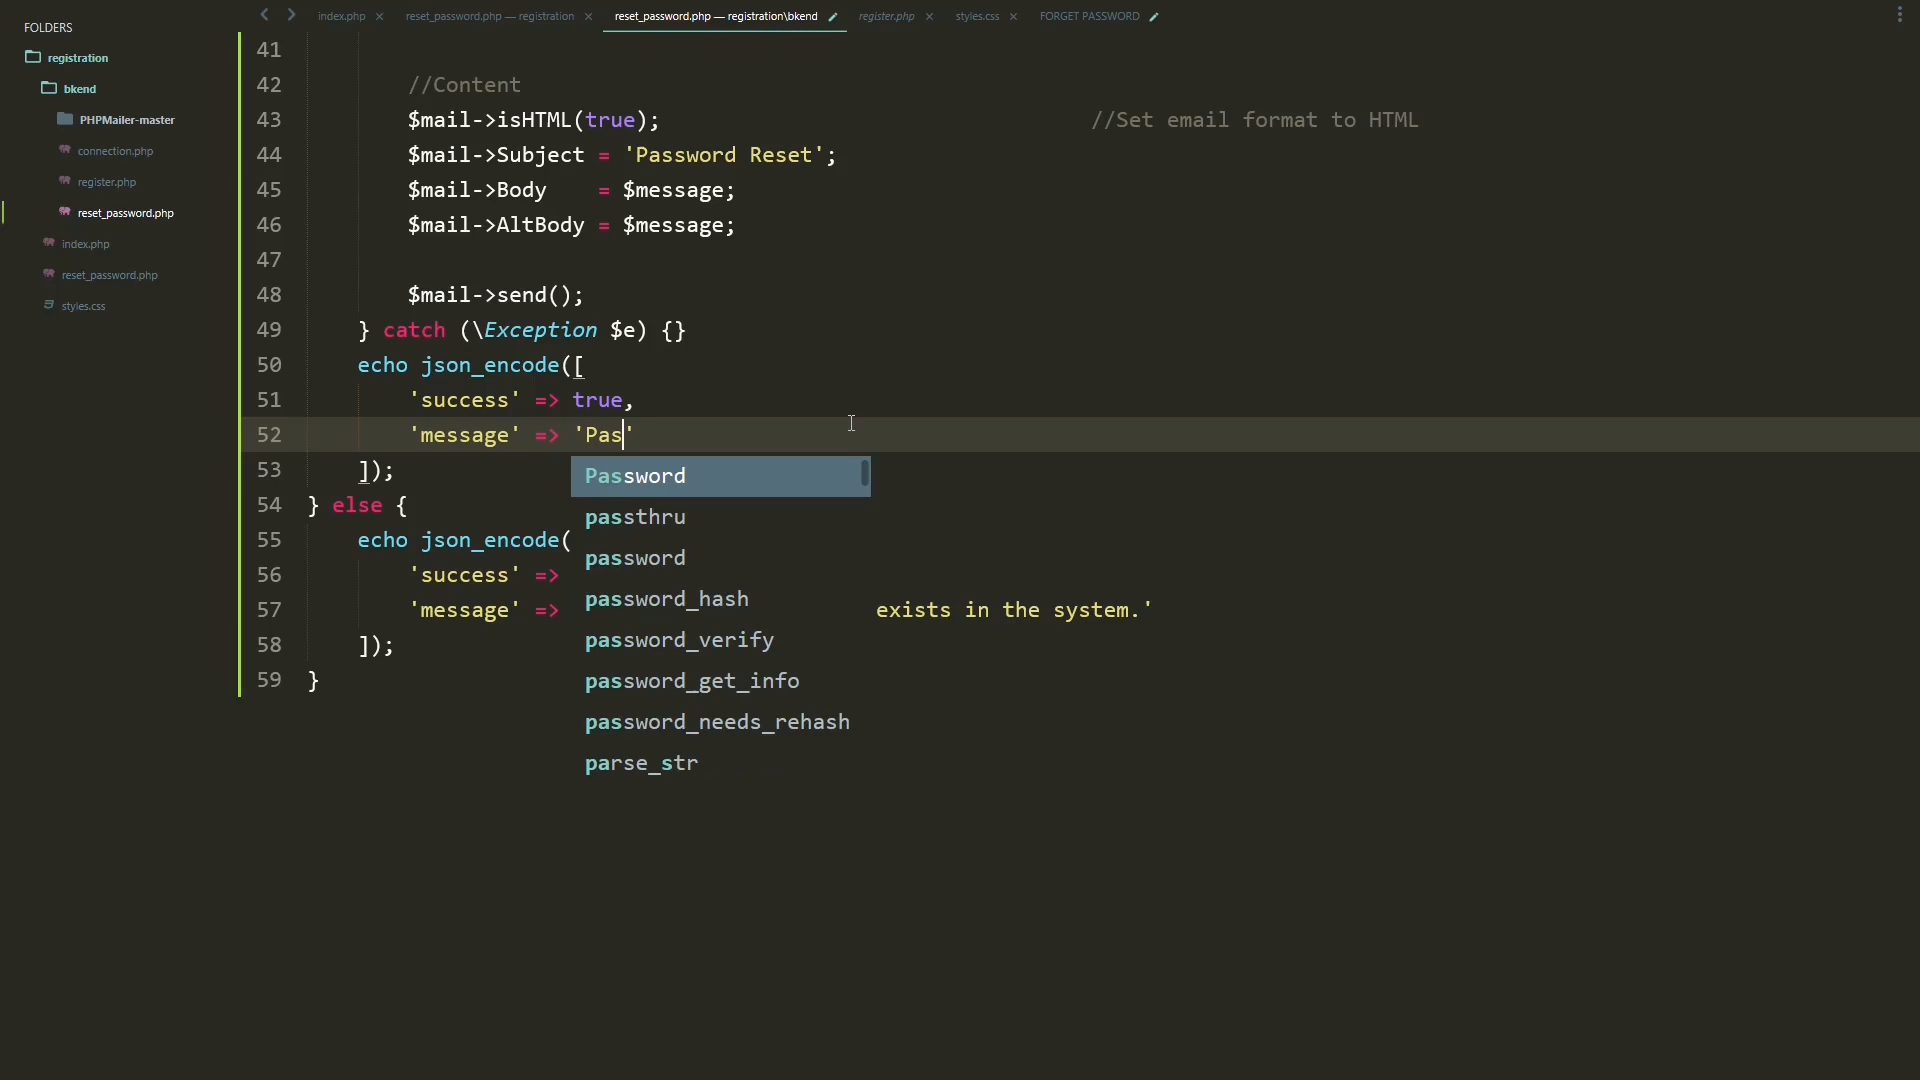 FOLDERS
registration
bkend
PHPMailer-master
connection.php
register.php
reset_password.php
index.php
reset_password.php
styles.css
index.php × reset_password.php — registration × reset_password.php — registration\bkend register.php × styles.css × FORGET PASSWORD
41
42 //Content
43 $mail->isHTML(true); //Set email format to HTML
44 $mail->Subject = 'Password Reset';
45 $mail->Body = $message;
46 $mail->AltBody = $message;
47
48 $mail->send();
49 } catch (\Exception $e) {}
50 echo json_encode([
51 'success' => true,
52 'message' => 'Pas'
53 ]);
54 } else {
55 echo json_encode(
56 'success' =>
57 'message' => exists in the system.'
58 ]);
59 }
Password
passthru
password
password_hash
password_verify
password_get_info
password_needs_rehash
parse_str